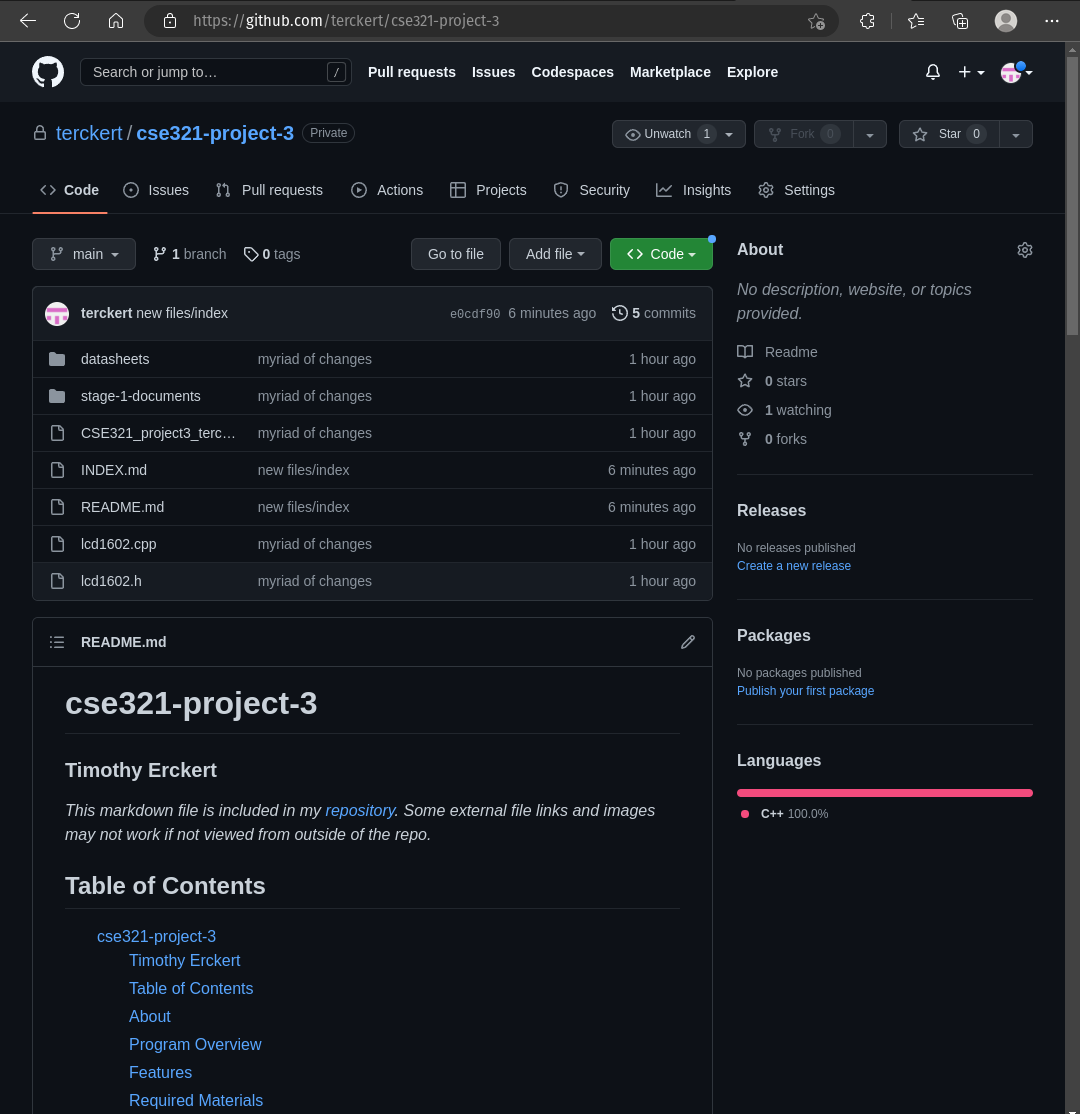 https://github.com/terckert/cse321-project-3
Search or jump to… /
Pull requests Issues Codespaces Marketplace Explore
terckert / cse321-project-3 Private
Unwatch 1 Fork 0 Star 0
Code Issues Pull requests Actions Projects Security Insights Settings
main 1 branch 0 tags Go to file Add file Code
terckert new files/index e0cdf90 6 minutes ago 5 commits
datasheets myriad of changes 1 hour ago
stage-1-documents myriad of changes 1 hour ago
CSE321_project3_terc… myriad of changes 1 hour ago
INDEX.md new files/index 6 minutes ago
README.md new files/index 6 minutes ago
lcd1602.cpp myriad of changes 1 hour ago
lcd1602.h myriad of changes 1 hour ago
README.md
cse321-project-3
Timothy Erckert
This markdown file is included in my repository. Some external file links and images
may not work if not viewed from outside of the repo.
Table of Contents
cse321-project-3
Timothy Erckert
Table of Contents
About
Program Overview
Features
Required Materials
About
No description, website, or topics
provided.
Readme
0 stars
1 watching
0 forks
Releases
No releases published
Create a new release
Packages
No packages published
Publish your first package
Languages
C++ 100.0%